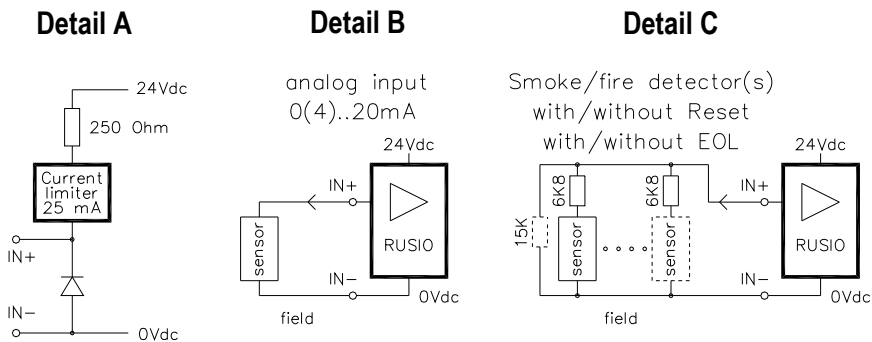 Detail A
24Vdc
250 Ohm
Current
limiter
25 mA
IN+
IN-
0Vdc
Detail B
analog input
0(4)..20mA
24Vdc
IN+
RUSIO
sensor
IN-
0Vdc
field
Detail C
Smoke/fire detector(s)
with/without Reset
with/without EOL
24Vdc
IN+
6K8
6K8
15K
sensor
sensor
RUSIO
IN-
0Vdc
field